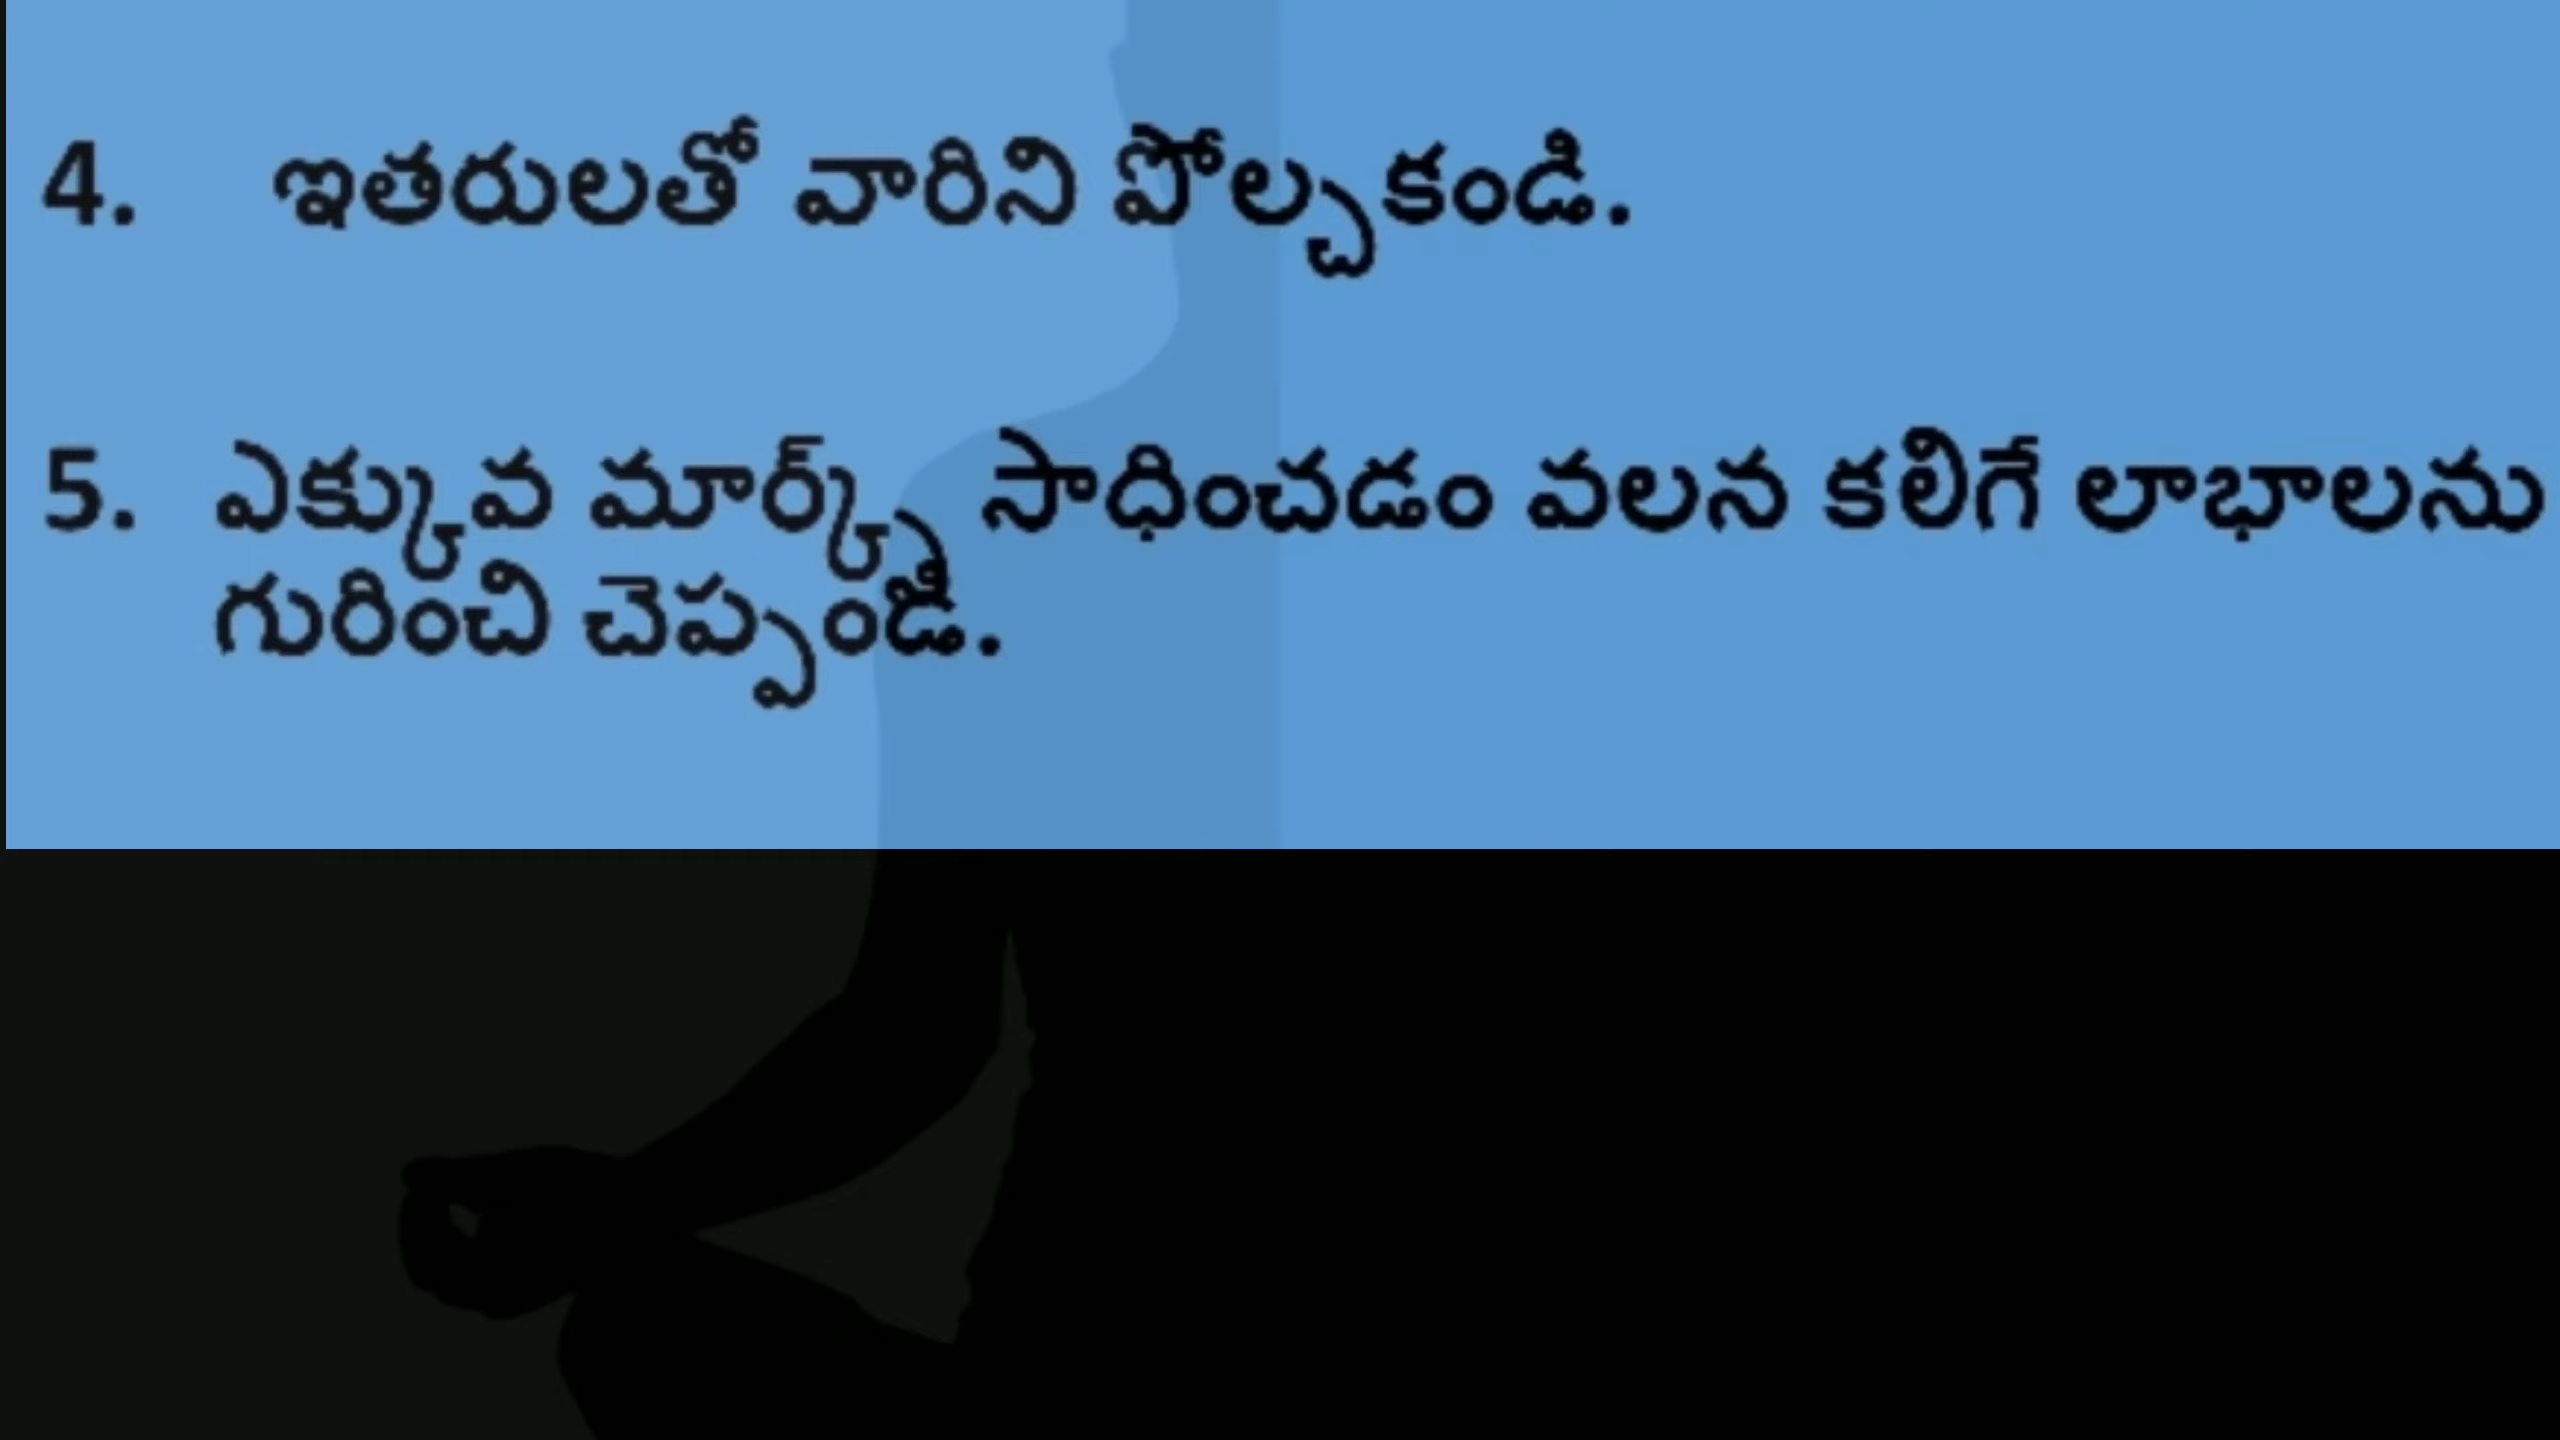 4. ఇతరులతో వారిని పోల్చకండి.
5. ఎక్కువ మార్క్స్ సాధించడం వలన కలిగే లాభాలను
గురించి చెప్పండి.